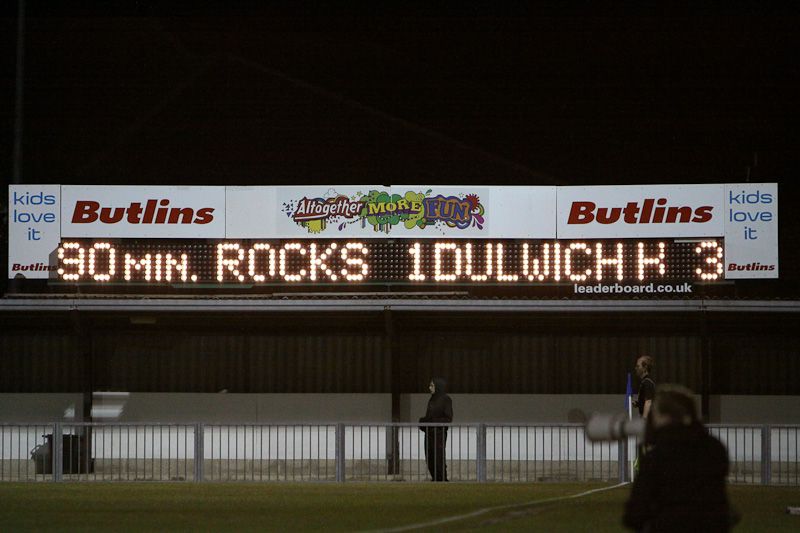 kids
love
it
Butlins
Butlins
Altogether MORE FUN
Butlins
kids
love
it
Butlins
90MIN. ROCKS 1DULWICH H 3
leaderboard.co.uk